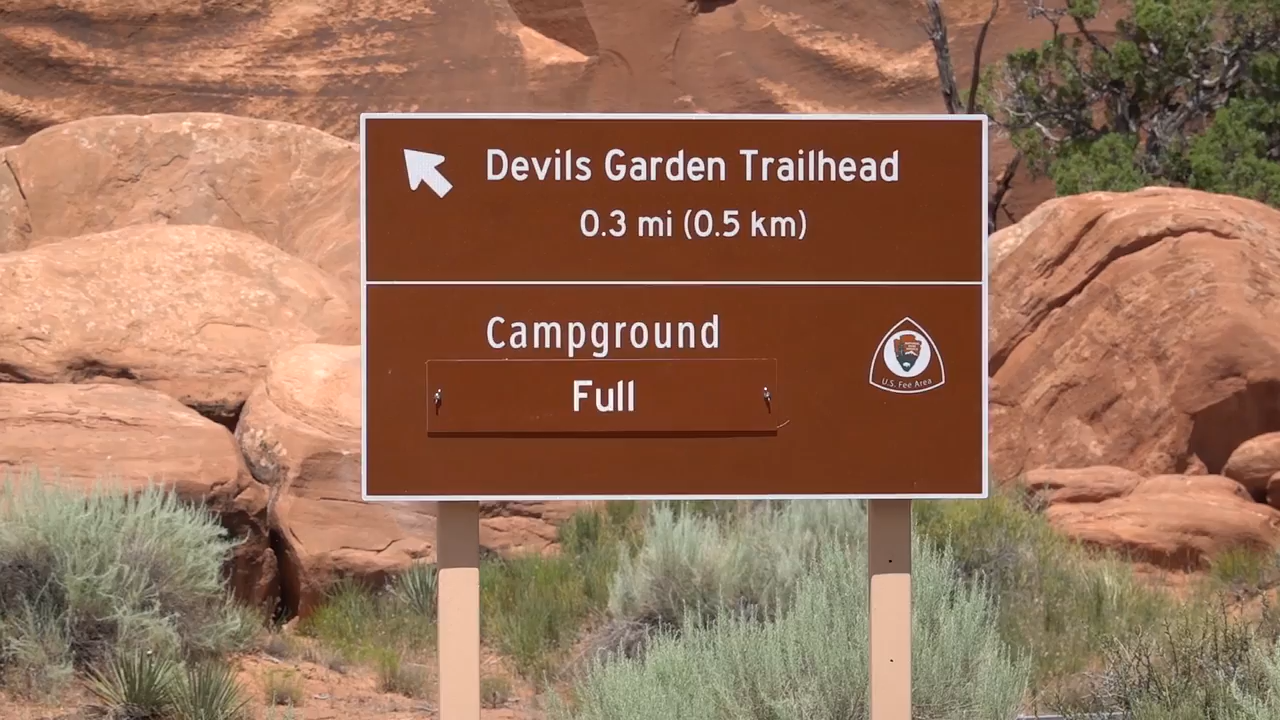 Devils Garden Trailhead
0.3 mi (0.5 km)
Campground
Full
U.S. Fee Area